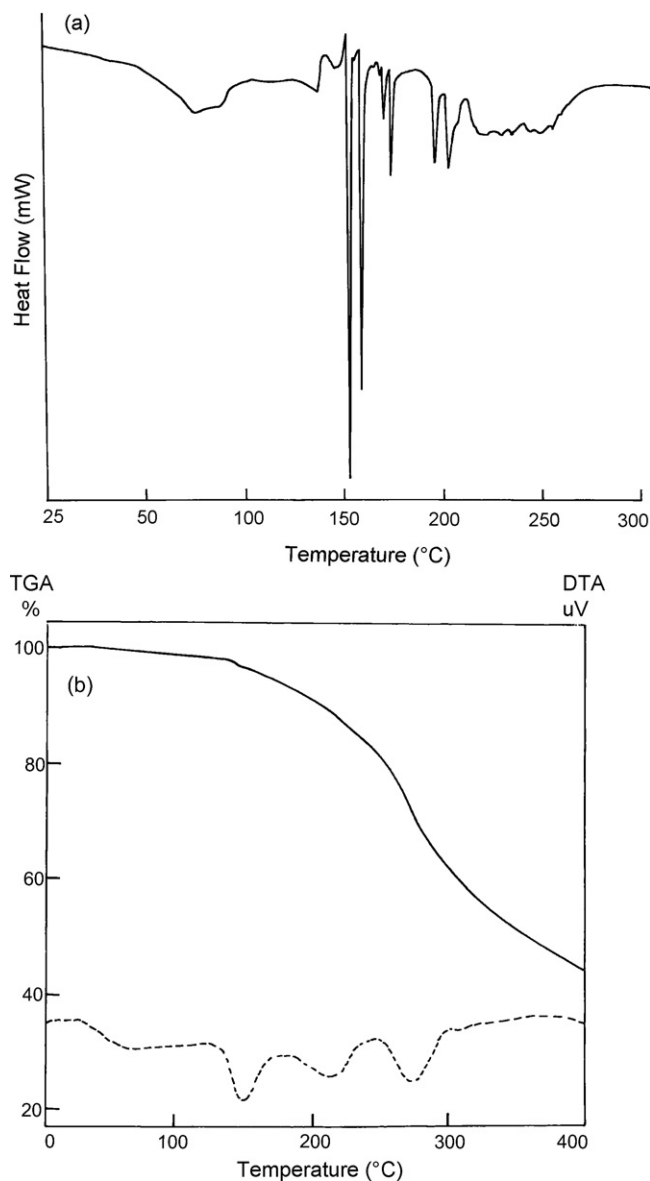 (a)
Heat Flow (mW)
25 50 100 150 200 250 300
Temperature (°C)
TGA DTA
% uV
100
(b)
80
60
40
20
0 100 200 300 400
Temperature (°C)